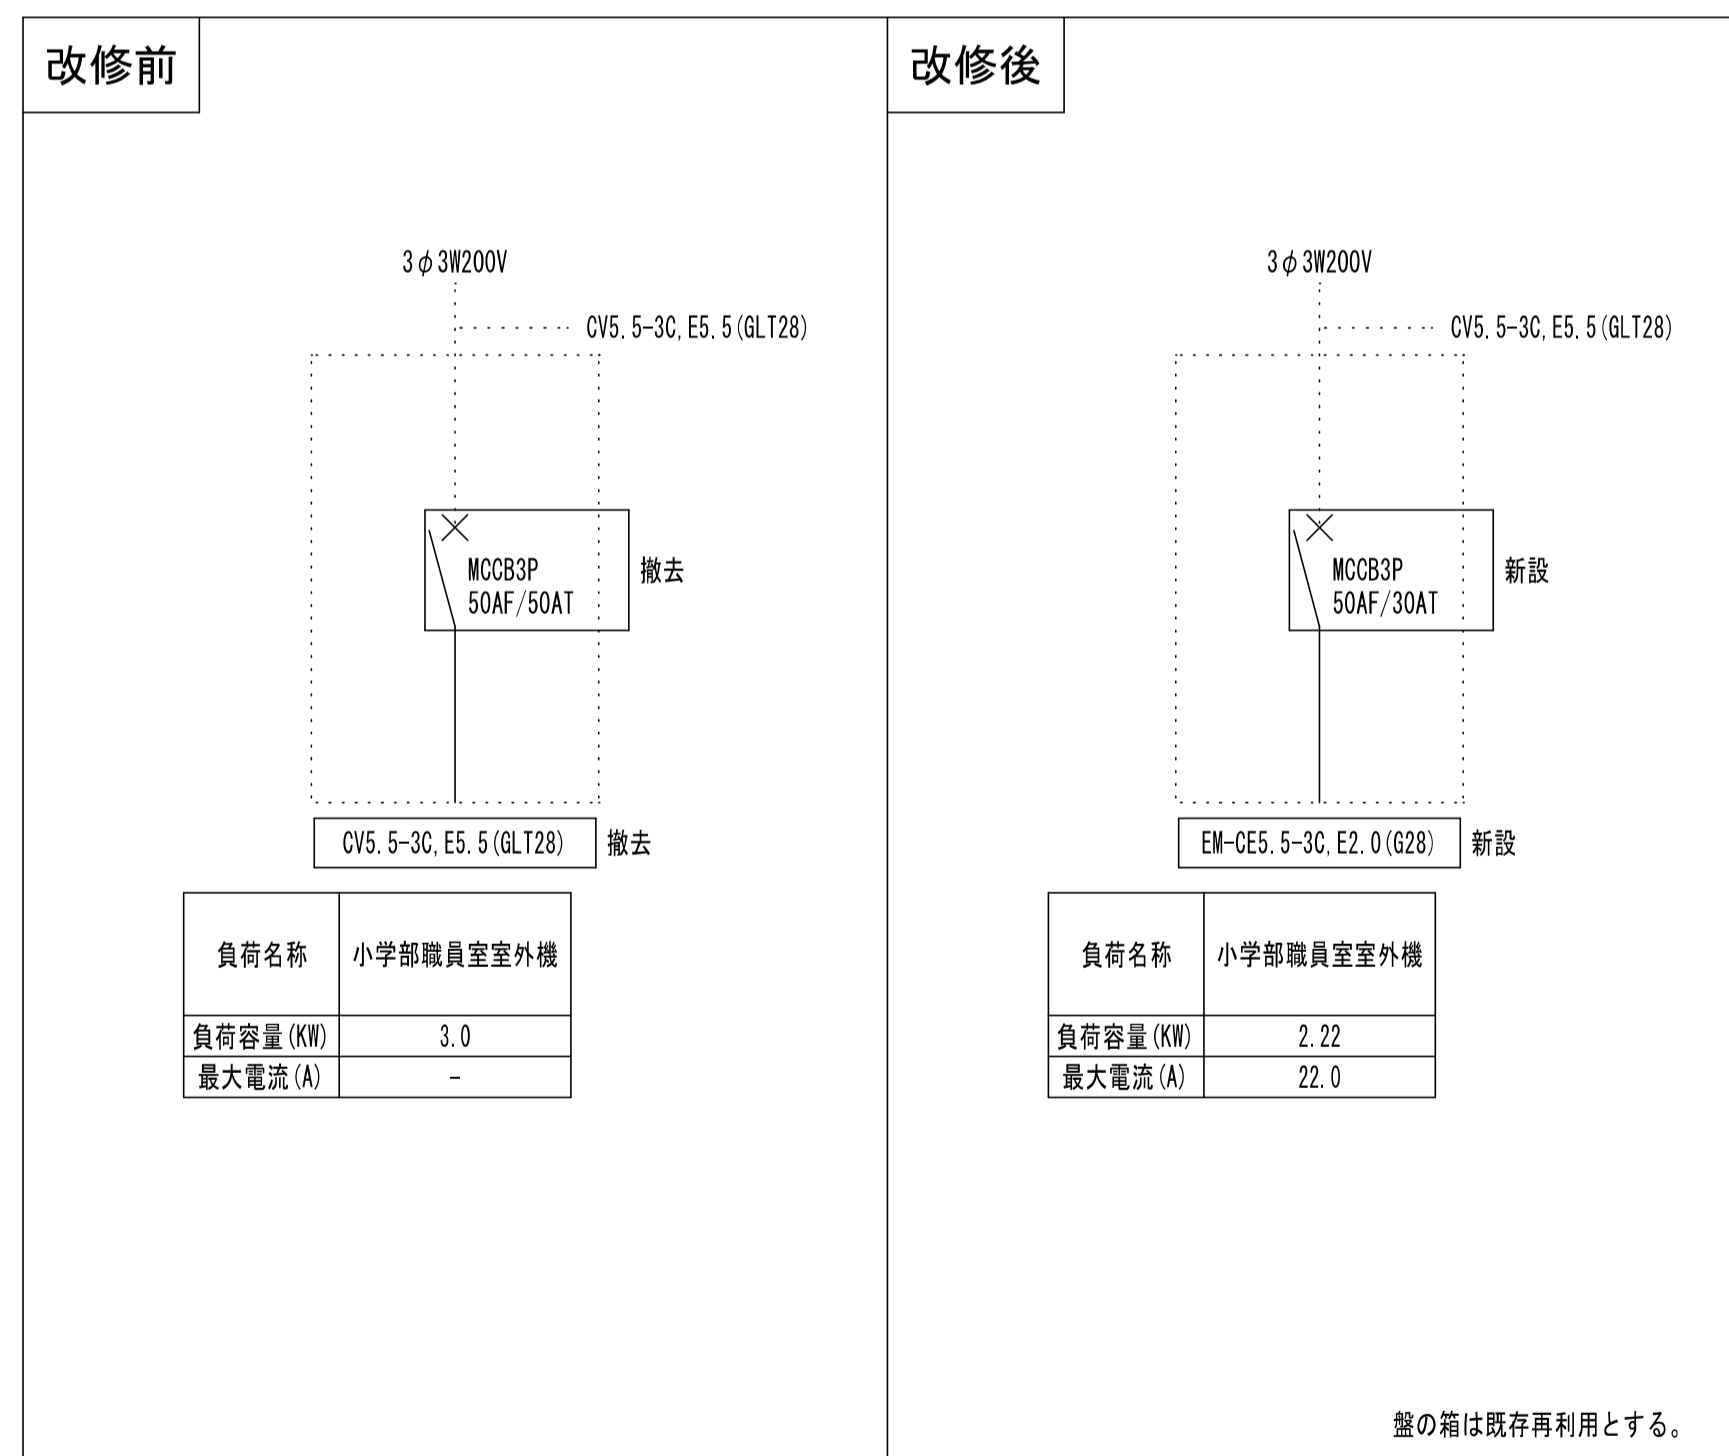 改修前
3φ3W200V
CV5.5-3C,E5.5(GLT28)
MCCB3P
50AF/50AT
撤去
CV5.5-3C,E5.5(GLT28) 撤去
負荷名称 小学部職員室室外機
負荷容量(KW) 3.0
最大電流(A) -
改修後
3φ3W200V
CV5.5-3C,E5.5(GLT28)
MCCB3P
50AF/30AT
新設
EM-CE5.5-3C,E2.0(G28) 新設
負荷名称 小学部職員室室外機
負荷容量(KW) 2.22
最大電流(A) 22.0
盤の箱は既存再利用とする。